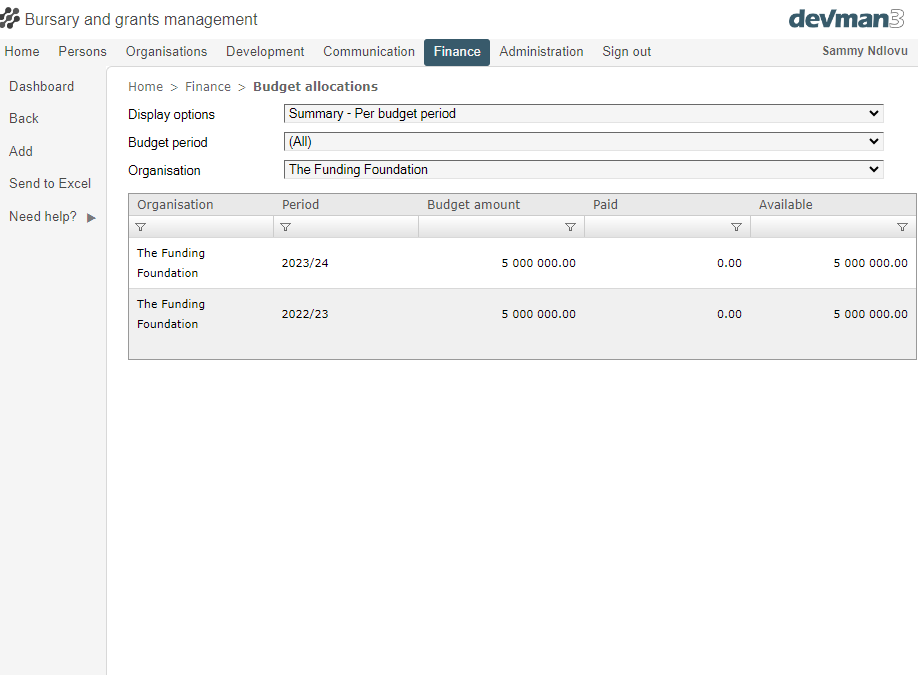 Bursary and grants management
devman3
Home Persons Organisations Development Communication Finance Administration Sign out Sammy Ndlovu
Dashboard
Back
Add
Send to Excel
Need help?
Home > Finance > Budget allocations
Display options Summary - Per budget period
Budget period (All)
Organisation The Funding Foundation
Organisation Period Budget amount Paid Available
The Funding
Foundation
2023/24 5 000 000.00 0.00 5 000 000.00
The Funding
Foundation
2022/23 5 000 000.00 0.00 5 000 000.00